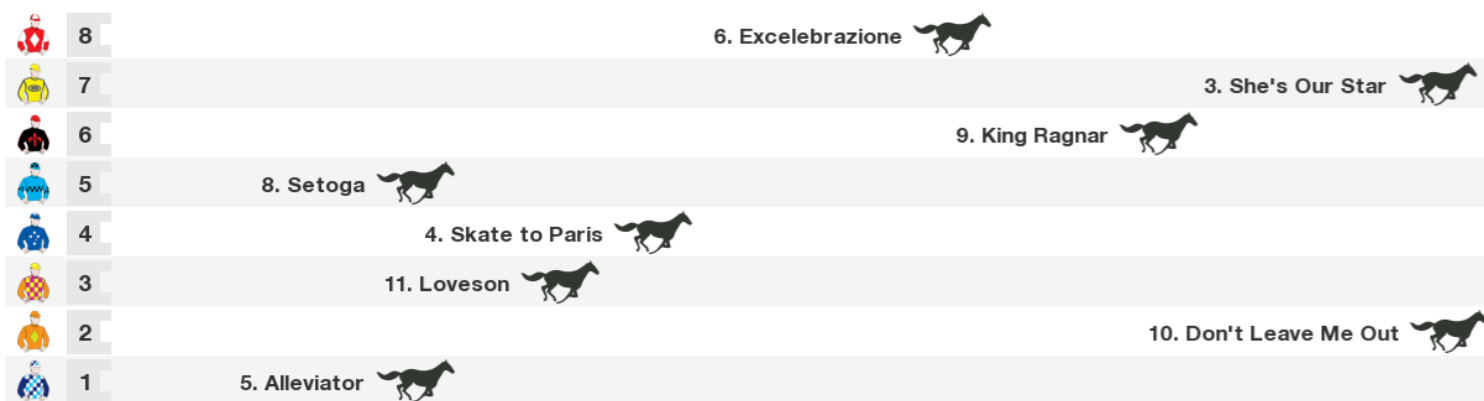 8 6. Excelebrazione
7 3. She's Our Star
6 9. King Ragnar
5 8. Setoga
4 4. Skate to Paris
3 11. Loveson
2 10. Don't Leave Me Out
1 5. Alleviator